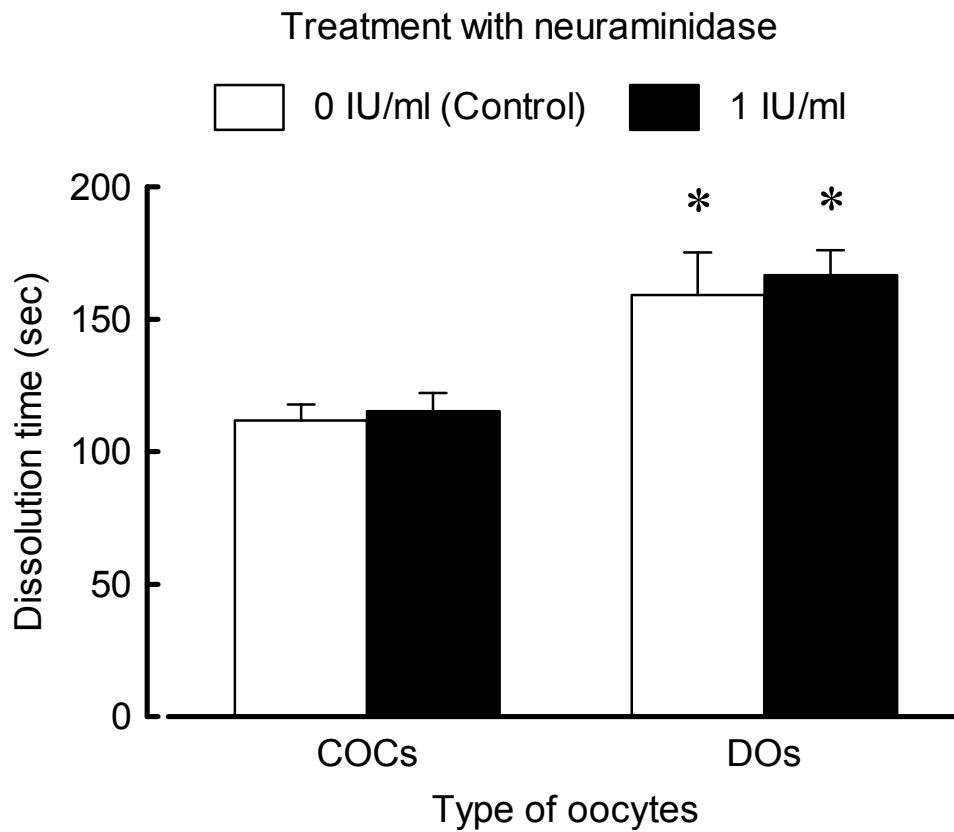 Treatment with neuraminidase
0 IU/ml (Control) 1 IU/ml
200
150
100
50
0
Dissolution time (sec)
* *
COCs DOs
Type of oocytes